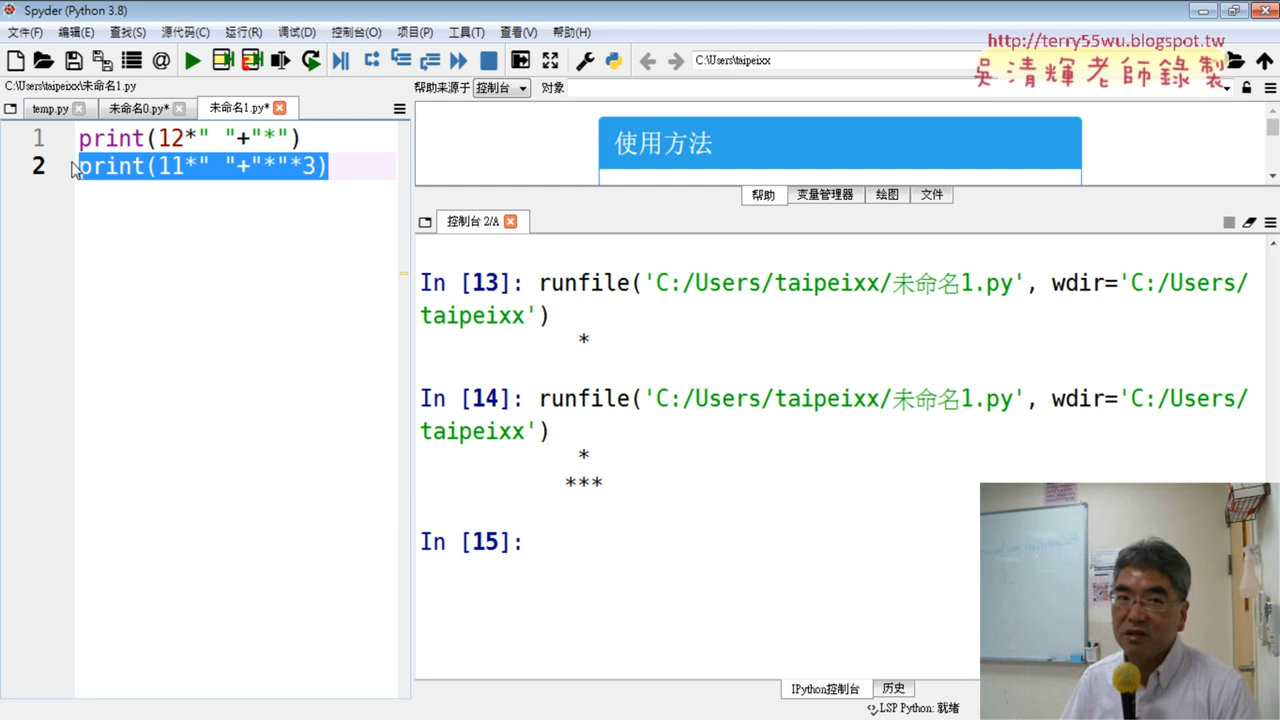 Spyder (Python 3.8)
文件(F) 编辑(E) 查找(S) 源代码(C) 运行(R) 调试(D) 控制台(O) 项目(P) 工具(T) 查看(V) 帮助(H)
C:\Users\taipeixx
http://terry55wu.blogspot.tw
吳清輝老師錄製
C:\Users\taipeixx\未命名1.py
temp.py 未命名0.py* 未命名1.py*
1 print(12*" "+"*")
2 print(11*" "+"*"*3)
帮助来源于 控制台 对象
使用方法
帮助 变量管理器 绘图 文件
控制台 2/A
In [13]: runfile('C:/Users/taipeixx/未命名1.py', wdir='C:/Users/
taipeixx')
*
In [14]: runfile('C:/Users/taipeixx/未命名1.py', wdir='C:/Users/
taipeixx')
*
***
In [15]:
IPython控制台 历史
LSP Python: 就绪